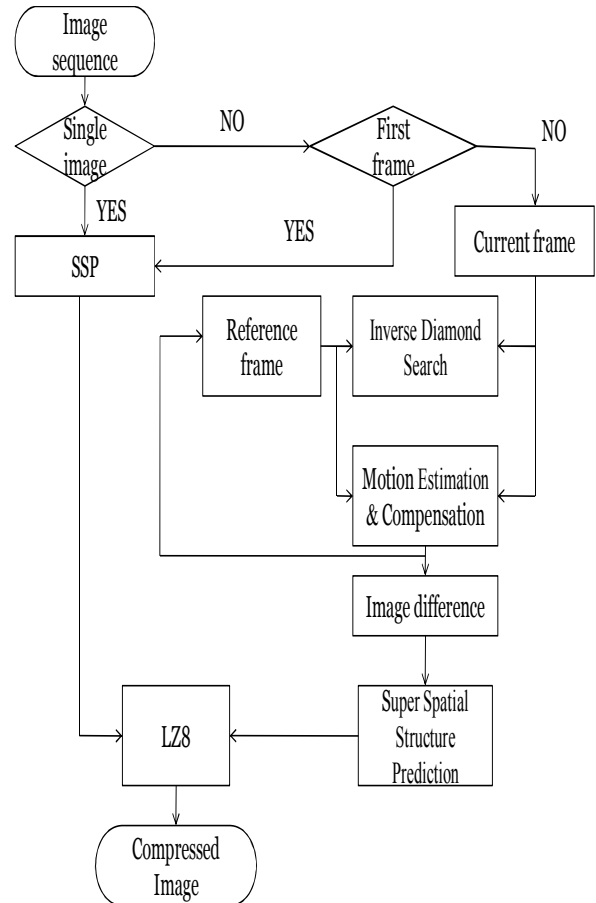 Image
sequence
Single
image
NO
First
frame
NO
YES
YES
SSP
Current frame
Reference
frame
Inverse Diamond
Search
Motion Estimation
& Compensation
Image difference
Super Spatial
Structure
Prediction
LZ8
Compressed
Image